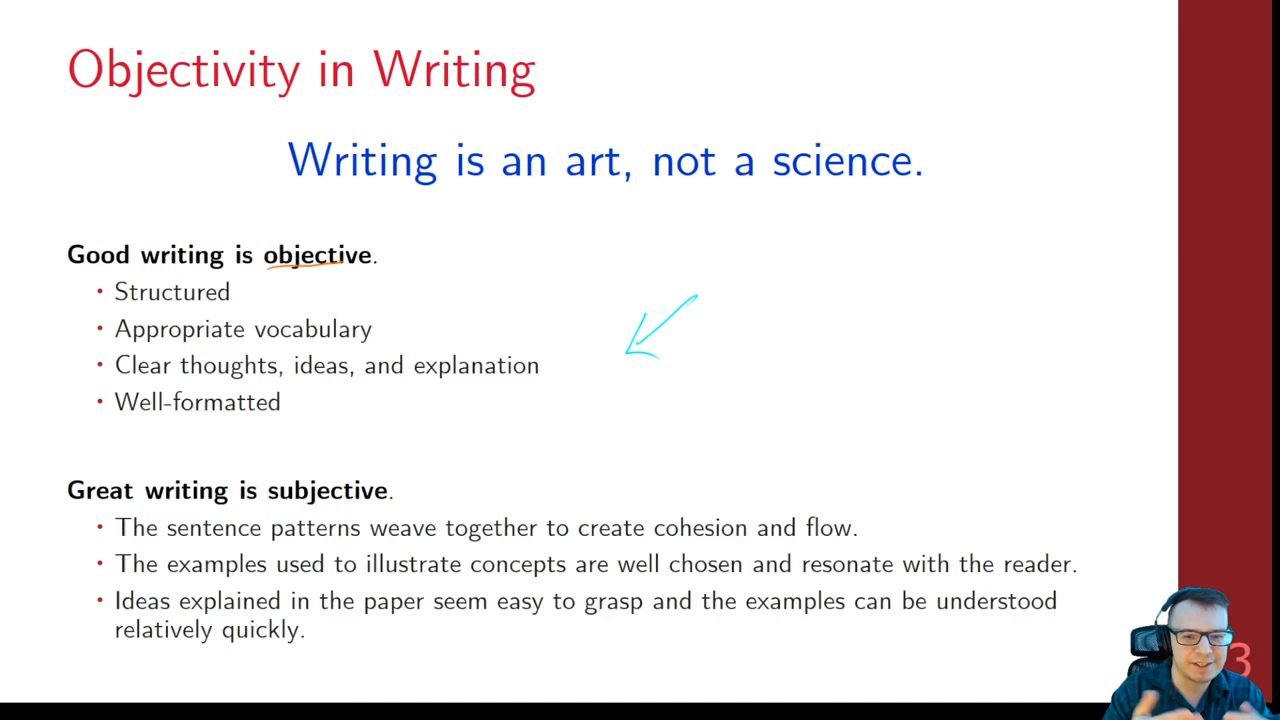 Objectivity in Writing
Writing is an art, not a science.
Good writing is objective.
• Structured
• Appropriate vocabulary
• Clear thoughts, ideas, and explanation
• Well-formatted
Great writing is subjective.
• The sentence patterns weave together to create cohesion and flow.
• The examples used to illustrate concepts are well chosen and resonate with the reader.
• Ideas explained in the paper seem easy to grasp and the examples can be understood
relatively quickly.
3